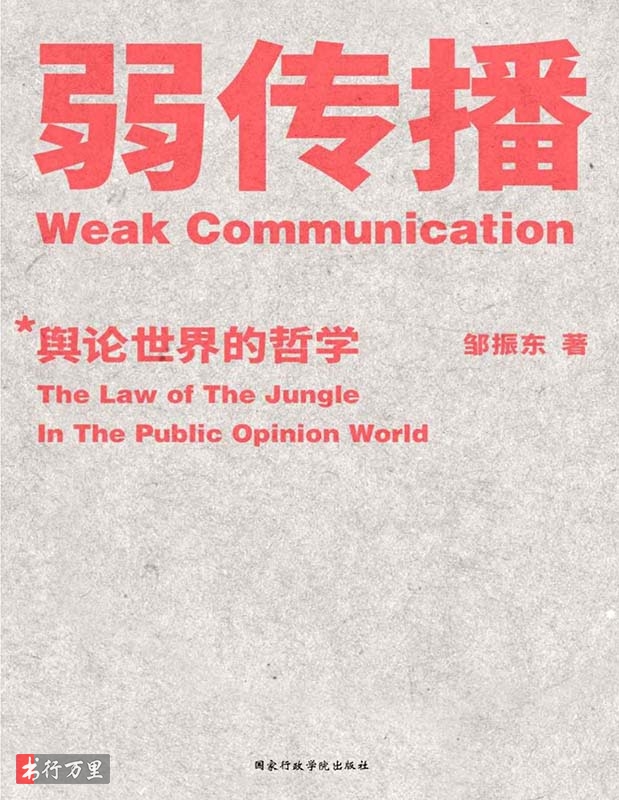 弱传播
Weak Communication
*舆论世界的哲学
邹振东 著
The Law of The Jungle
In The Public Opinion World
国家行政学院出版社
书行万里